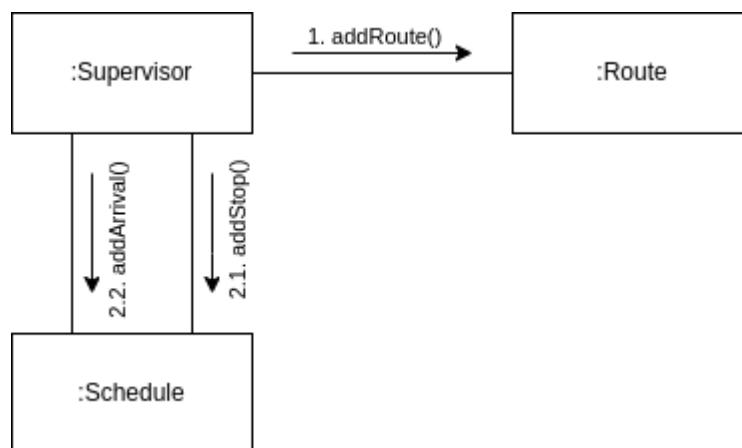 1. addRoute()
:Supervisor
:Route
2.2. addArrival()
2.1. addStop()
:Schedule